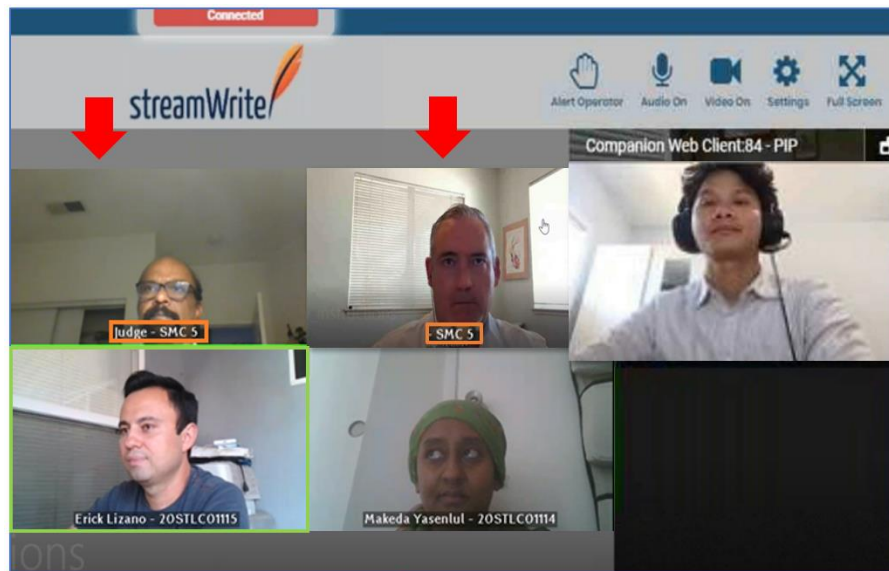 Connected
streamWrite
Alert Operator Audio On Video On Settings Full Screen
Companion Web Client:84 - PIP
Judge - SMC 5
- SMC 5
Erick Lizano - 20STLC01115
Makeda Yasenlul - 20STLC01114
ions